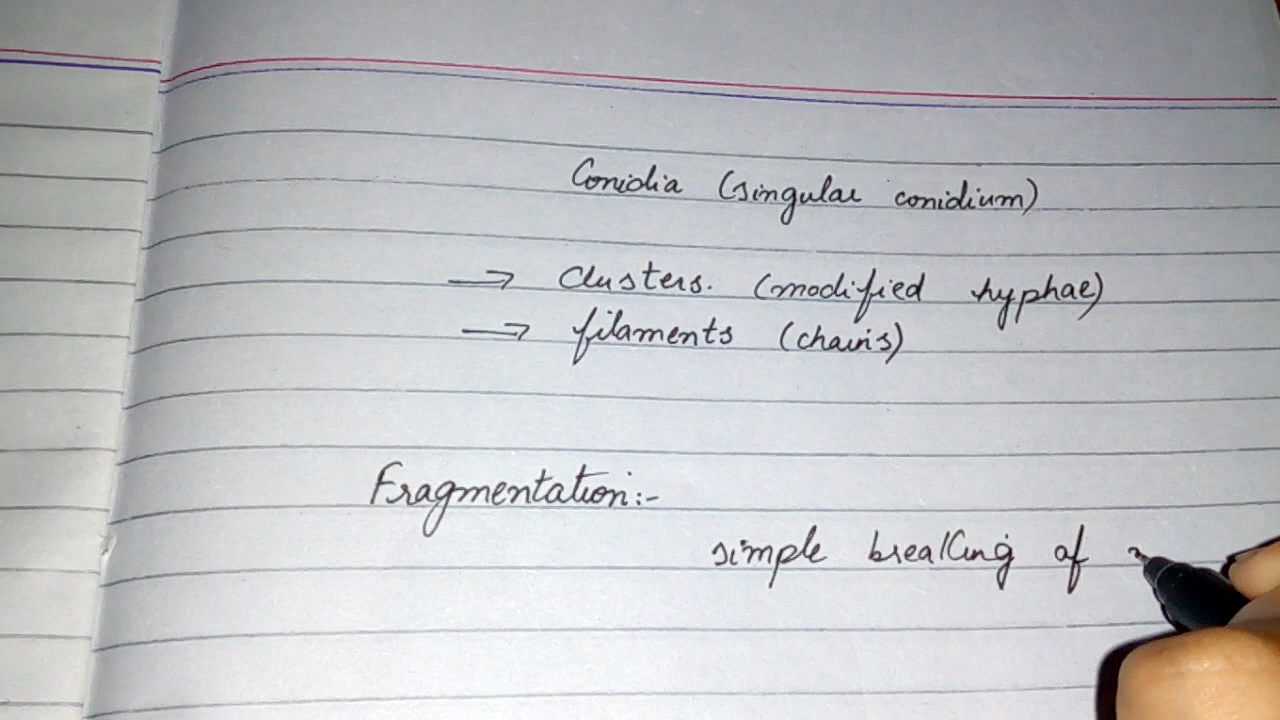 Conidia (singular conidium)
→ Clusters. (modified hyphae)
→ filaments (chains)
Fragmentation:-
simple breaking of